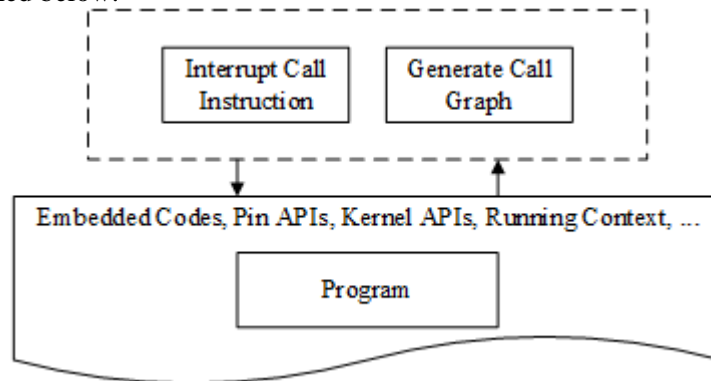 Interrupt Call
Instruction
Generate Call
Graph
Embedded Codes, Pin APIs, Kernel APIs, Running Context, ...
Program